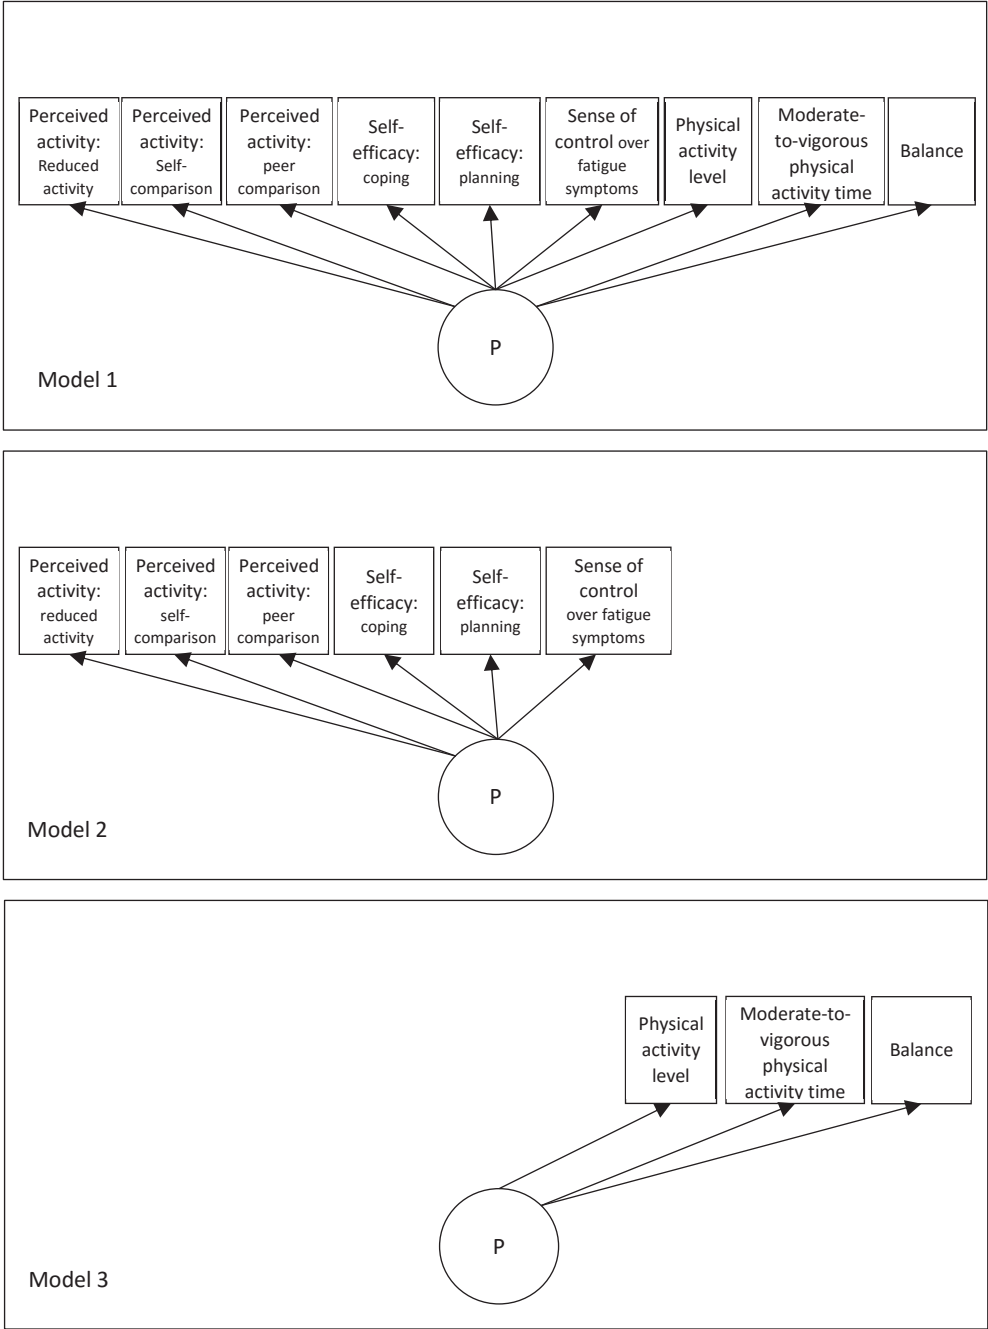 Perceived
activity:
Reduced
activity
Perceived
activity:
Self-
comparison
Perceived
activity:
peer
comparison
Self-
efficacy:
coping
Self-
efficacy:
planning
Sense of
control over
fatigue
symptoms
Physical
activity
level
Moderate-
to-vigorous
physical
activity time
Balance
P
Model 1
Perceived
activity:
reduced
activity
Perceived
activity:
self-
comparison
Perceived
activity:
peer
comparison
Self-
efficacy:
coping
Self-
efficacy:
planning
Sense of
control
over fatigue
symptoms
P
Model 2
Physical
activity
level
Moderate-to-
vigorous
physical
activity time
Balance
P
Model 3